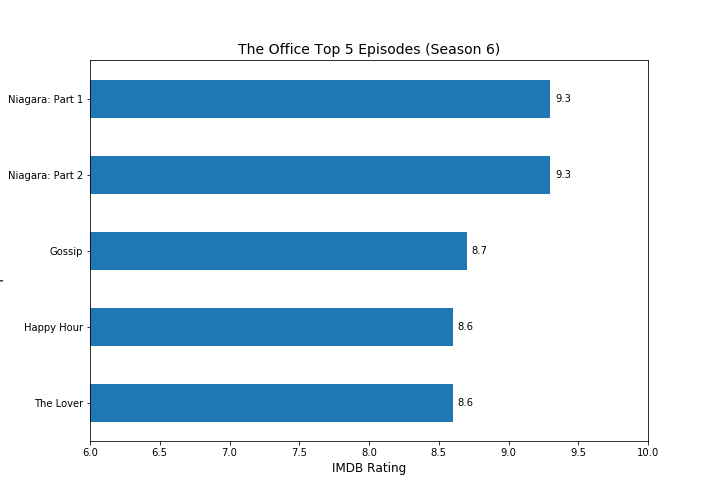 The Office Top 5 Episodes (Season 6)
Niagara: Part 1
9.3
Niagara: Part 2
9.3
Gossip
8.7
Happy Hour
8.6
The Lover
8.6
6.0 6.5 7.0 7.5 8.0 8.5 9.0 9.5 10.0
IMDB Rating